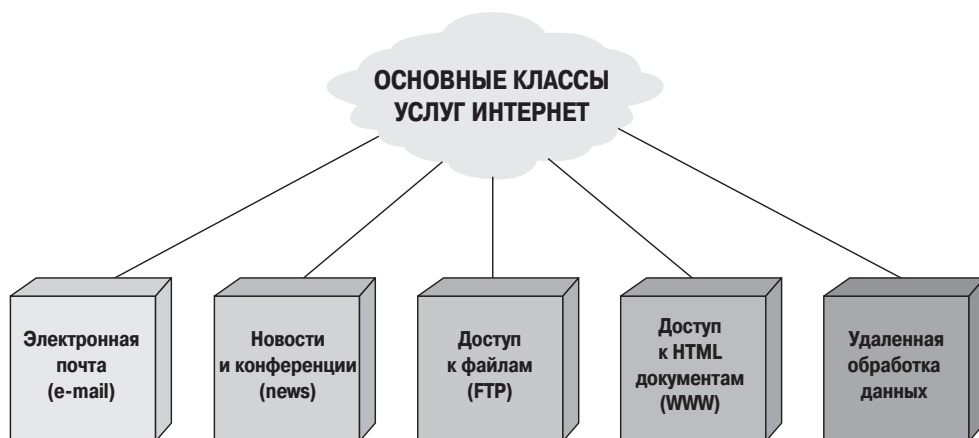 ОСНОВНЫЕ КЛАССЫ
УСЛУГ ИНТЕРНЕТ
Электронная
почта
(e-mail)
Новости
и конференции
(news)
Доступ
к файлам
(FTP)
Доступ
к HTML
документам
(WWW)
Удаленная
обработка
данных